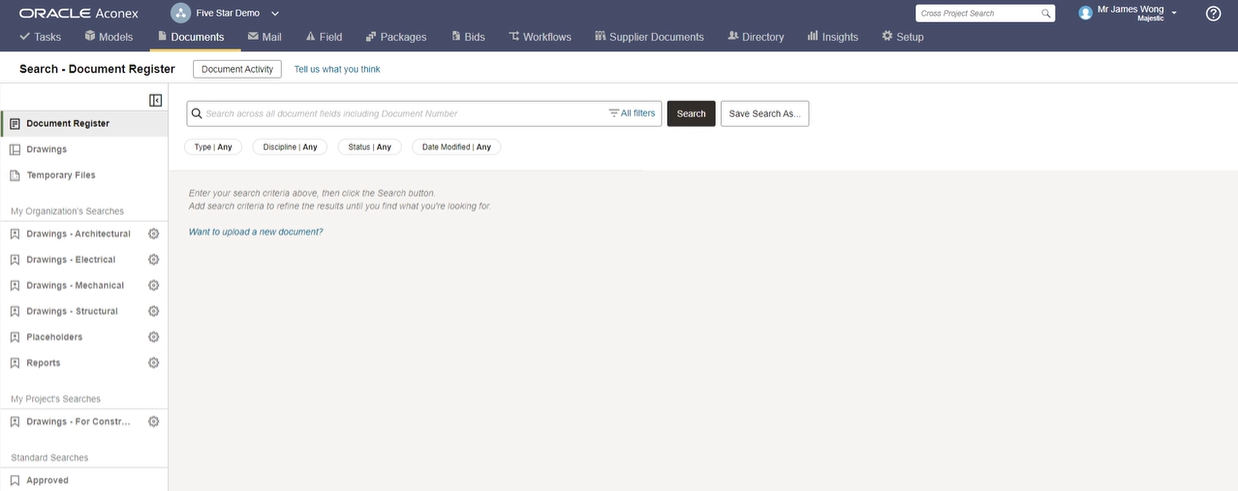 ORACLE Aconex
Five Star Demo
Cross Project Search
Mr James Wong
Majestic
Tasks
Models
Documents
Mail
Field
Packages
Bids
Workflows
Supplier Documents
Directory
Insights
Setup
Search - Document Register
Document Activity
Tell us what you think
Document Register
Drawings
Temporary Files
My Organization's Searches
Drawings - Architectural
Drawings - Electrical
Drawings - Mechanical
Drawings - Structural
Placeholders
Reports
My Project's Searches
Drawings - For Constr...
Standard Searches
Approved
Search across all document fields including Document Number
All filters
Search
Save Search As...
Type | Any
Discipline | Any
Status | Any
Date Modified | Any
Enter your search criteria above, then click the Search button.
Add search criteria to refine the results until you find what you're looking for.
Want to upload a new document?